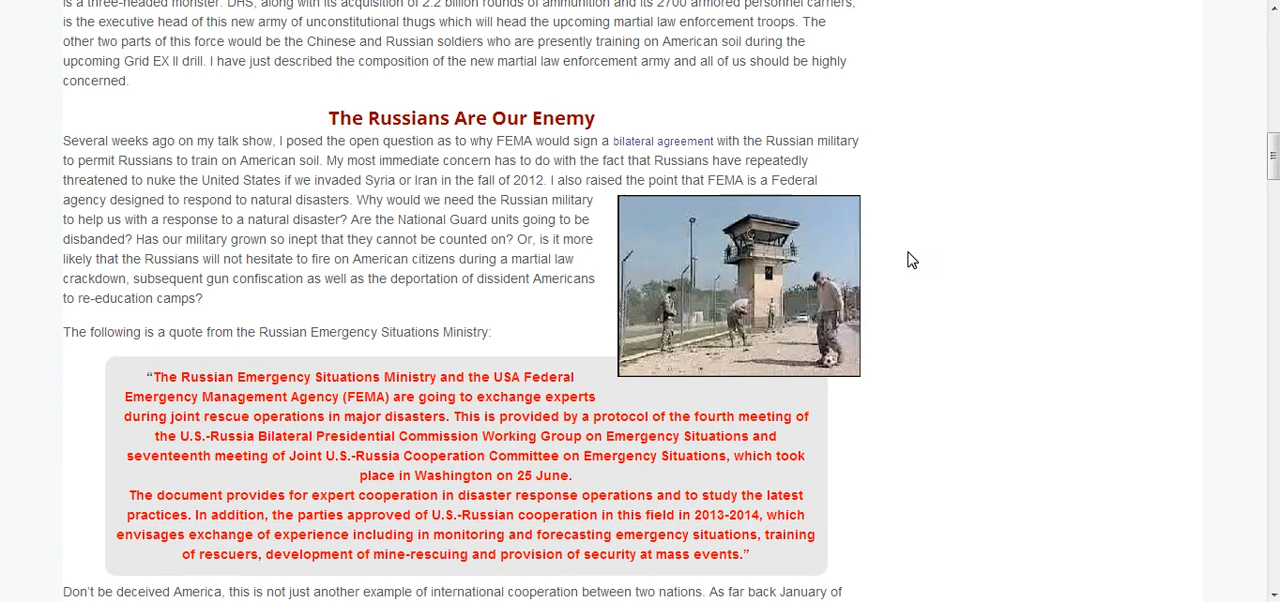 is a three-headed monster. DHS, along with its acquisition of 2.2 billion rounds of ammunition and its 2700 armored personnel carriers,
is the executive head of this new army of unconstitutional thugs which will head the upcoming martial law enforcement troops. The
other two parts of this force would be the Chinese and Russian soldiers who are presently training on American soil during the
upcoming Grid EX II drill. I have just described the composition of the new martial law enforcement army and all of us should be highly
concerned.
The Russians Are Our Enemy
Several weeks ago on my talk show, I posed the open question as to why FEMA would sign a bilateral agreement with the Russian military
to permit Russians to train on American soil. My most immediate concern has to do with the fact that Russians have repeatedly
threatened to nuke the United States if we invaded Syria or Iran in the fall of 2012. I also raised the point that FEMA is a Federal
agency designed to respond to natural disasters. Why would we need the Russian military
to help us with a response to a natural disaster? Are the National Guard units going to be
disbanded? Has our military grown so inept that they cannot be counted on? Or, is it more
likely that the Russians will not hesitate to fire on American citizens during a martial law
crackdown, subsequent gun confiscation as well as the deportation of dissident Americans
to re-education camps?
The following is a quote from the Russian Emergency Situations Ministry:
“The Russian Emergency Situations Ministry and the USA Federal
Emergency Management Agency (FEMA) are going to exchange experts
during joint rescue operations in major disasters. This is provided by a protocol of the fourth meeting of
the U.S.-Russia Bilateral Presidential Commission Working Group on Emergency Situations and
seventeenth meeting of Joint U.S.-Russia Cooperation Committee on Emergency Situations, which took
place in Washington on 25 June.
The document provides for expert cooperation in disaster response operations and to study the latest
practices. In addition, the parties approved of U.S.-Russian cooperation in this field in 2013-2014, which
envisages exchange of experience including in monitoring and forecasting emergency situations, training
of rescuers, development of mine-rescuing and provision of security at mass events.”
Don’t be deceived America, this is not just another example of international cooperation between two nations. As far back January of